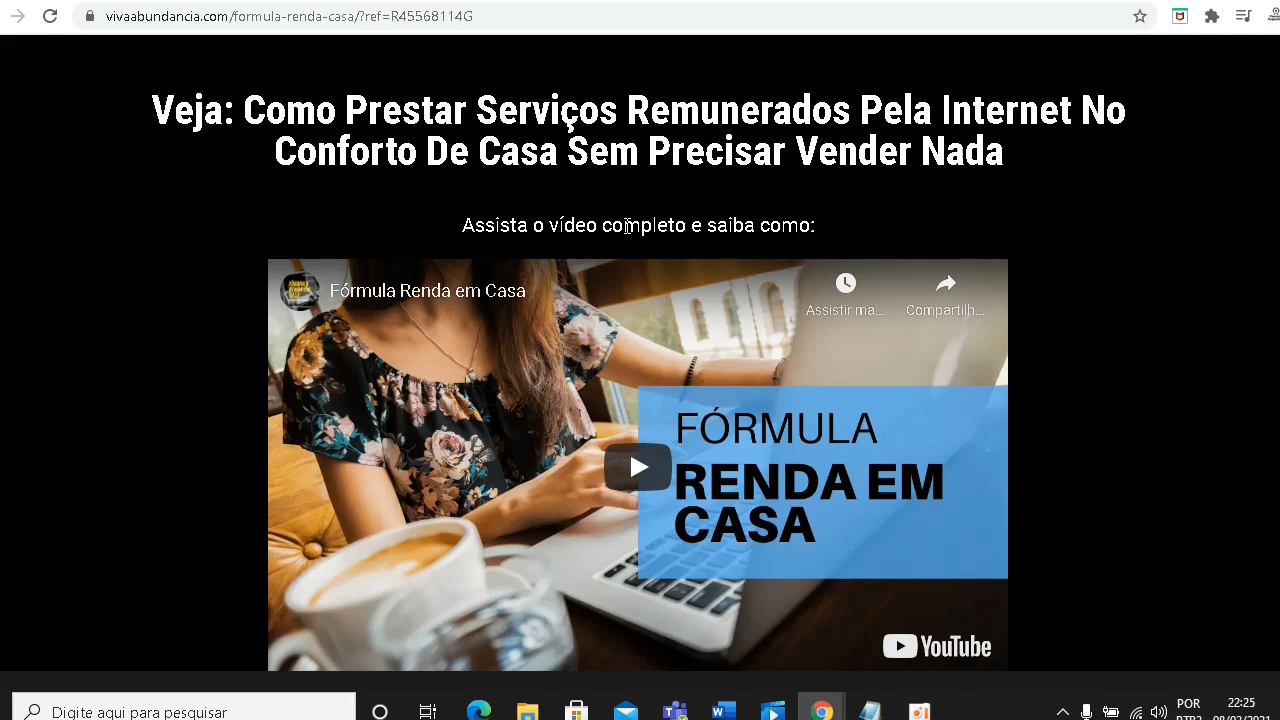 vivaabundancia.com/formula-renda-casa/?ref=R45568114G
Veja: Como Prestar Serviços Remunerados Pela Internet No
Conforto De Casa Sem Precisar Vender Nada
Assista o vídeo completo e saiba como:
Fórmula Renda em Casa
Assistir ma...
Compartilh...
FÓRMULA
RENDA EM
CASA
YouTube
Digite aqui para pesquisar
POR
22:25